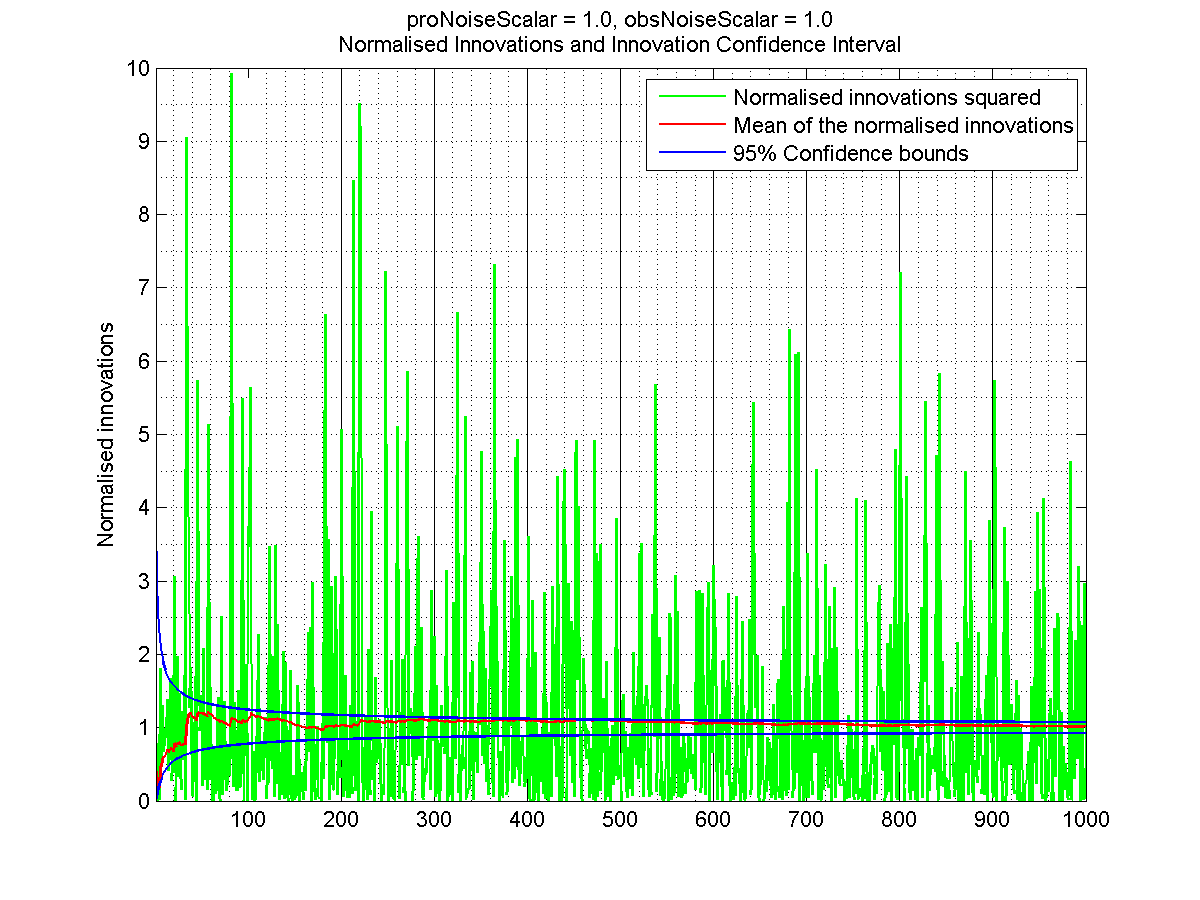 proNoiseScalar = 1.0, obsNoiseScalar = 1.0
Normalised Innovations and Innovation Confidence Interval
Normalised innovations squared
Mean of the normalised innovations
95% Confidence bounds
Normalised innovations
10
9
8
7
6
5
4
3
2
1
0
100 200 300 400 500 600 700 800 900 1000